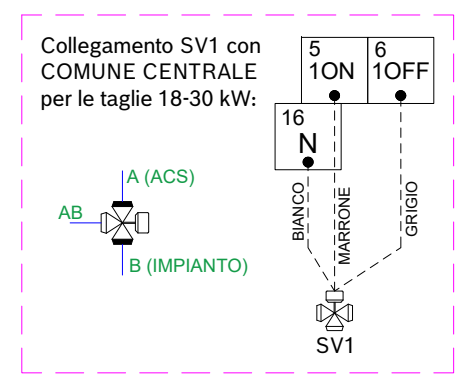 Collegamento SV1 con
COMUNE CENTRALE
per le taglie 18-30 kW:
5
1ON
6
1OFF
16
N
A (ACS)
AB
B (IMPIANTO)
BIANCO
MARRONE
GRIGIO
SV1